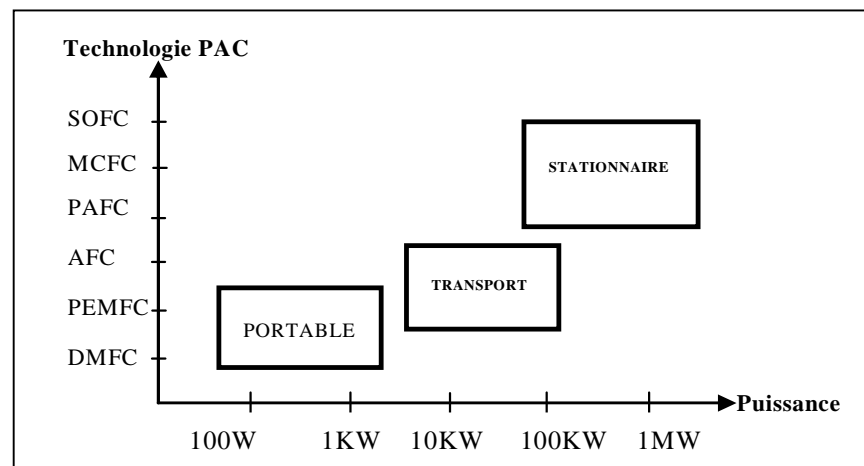 Technologie PAC
SOFC
MCFC
STATIONNAIRE
PAFC
AFC
TRANSPORT
PEMFC
PORTABLE
DMFC
Puissance
100W 1KW 10KW 100KW 1MW